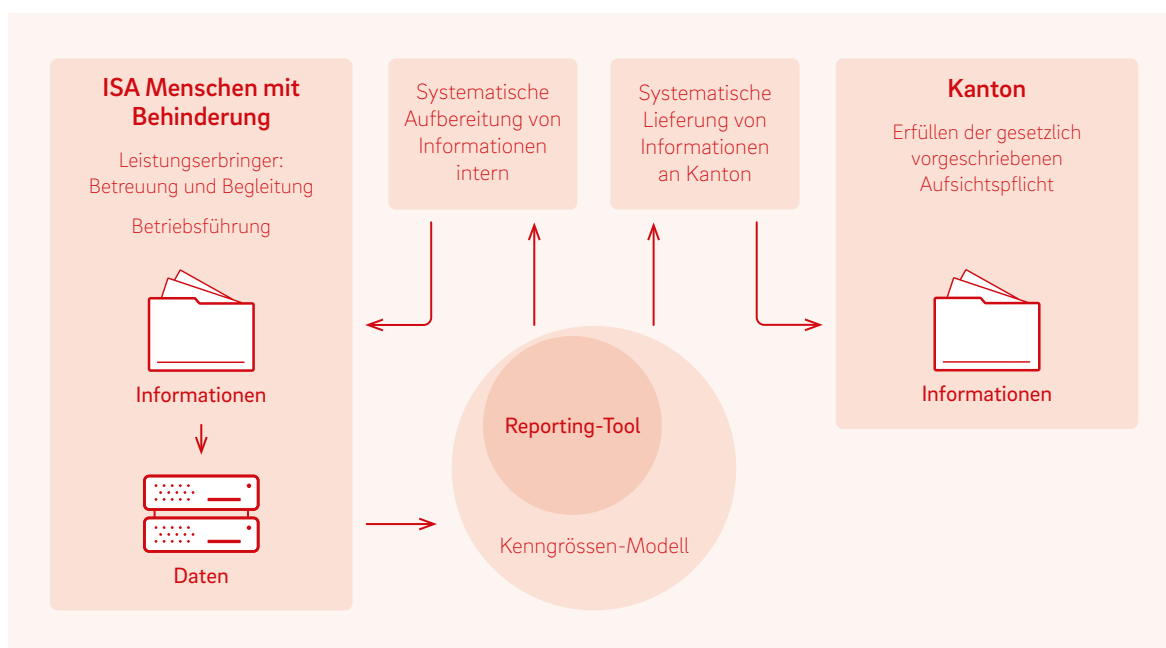 ISA Menschen mit
Behinderung
Leistungserbringer:
Betreuung und Begleitung
Betriebsführung
Informationen
Daten
Systematische
Aufbereitung von
Informationen
intern
Systematische
Lieferung von
Informationen
an Kanton
Reporting-Tool
Kenngrössen-Modell
Kanton
Erfüllen der gesetzlich
vorgeschriebenen
Aufsichtspflicht
Informationen